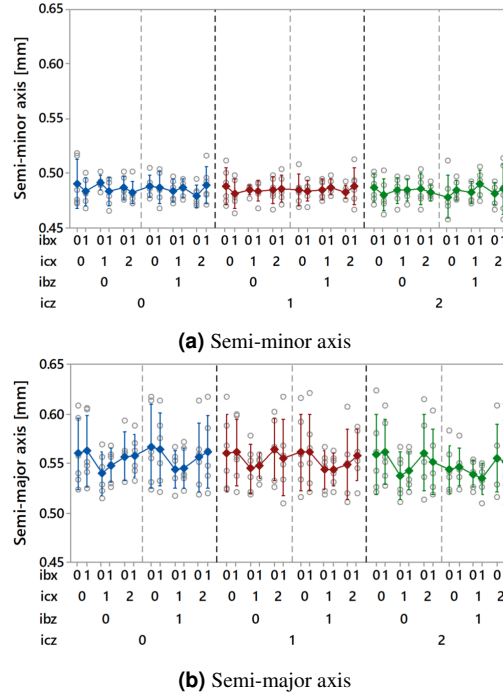 0.65
0.60
0.55
0.50
0.45
Semi-minor axis [mm]
ibx 01 01 01 01 01 01 01 01 01 01 01 01 01 01 01 01 01 01
icx 0 1 2 0 1 2 0 1 2 0 1 2 0 1 2 0 1 2
ibz 0 1 0 1 0 1
icz 0 1 2
(a) Semi-minor axis
0.65
0.60
0.55
0.50
0.45
Semi-major axis [mm]
ibx 01 01 01 01 01 01 01 01 01 01 01 01 01 01 01 01 01 0
icx 0 1 2 0 1 2 0 1 2 0 1 2 0 1 2 0 1 2
ibz 0 1 0 1 0 1
icz 0 1 2
(b) Semi-major axis